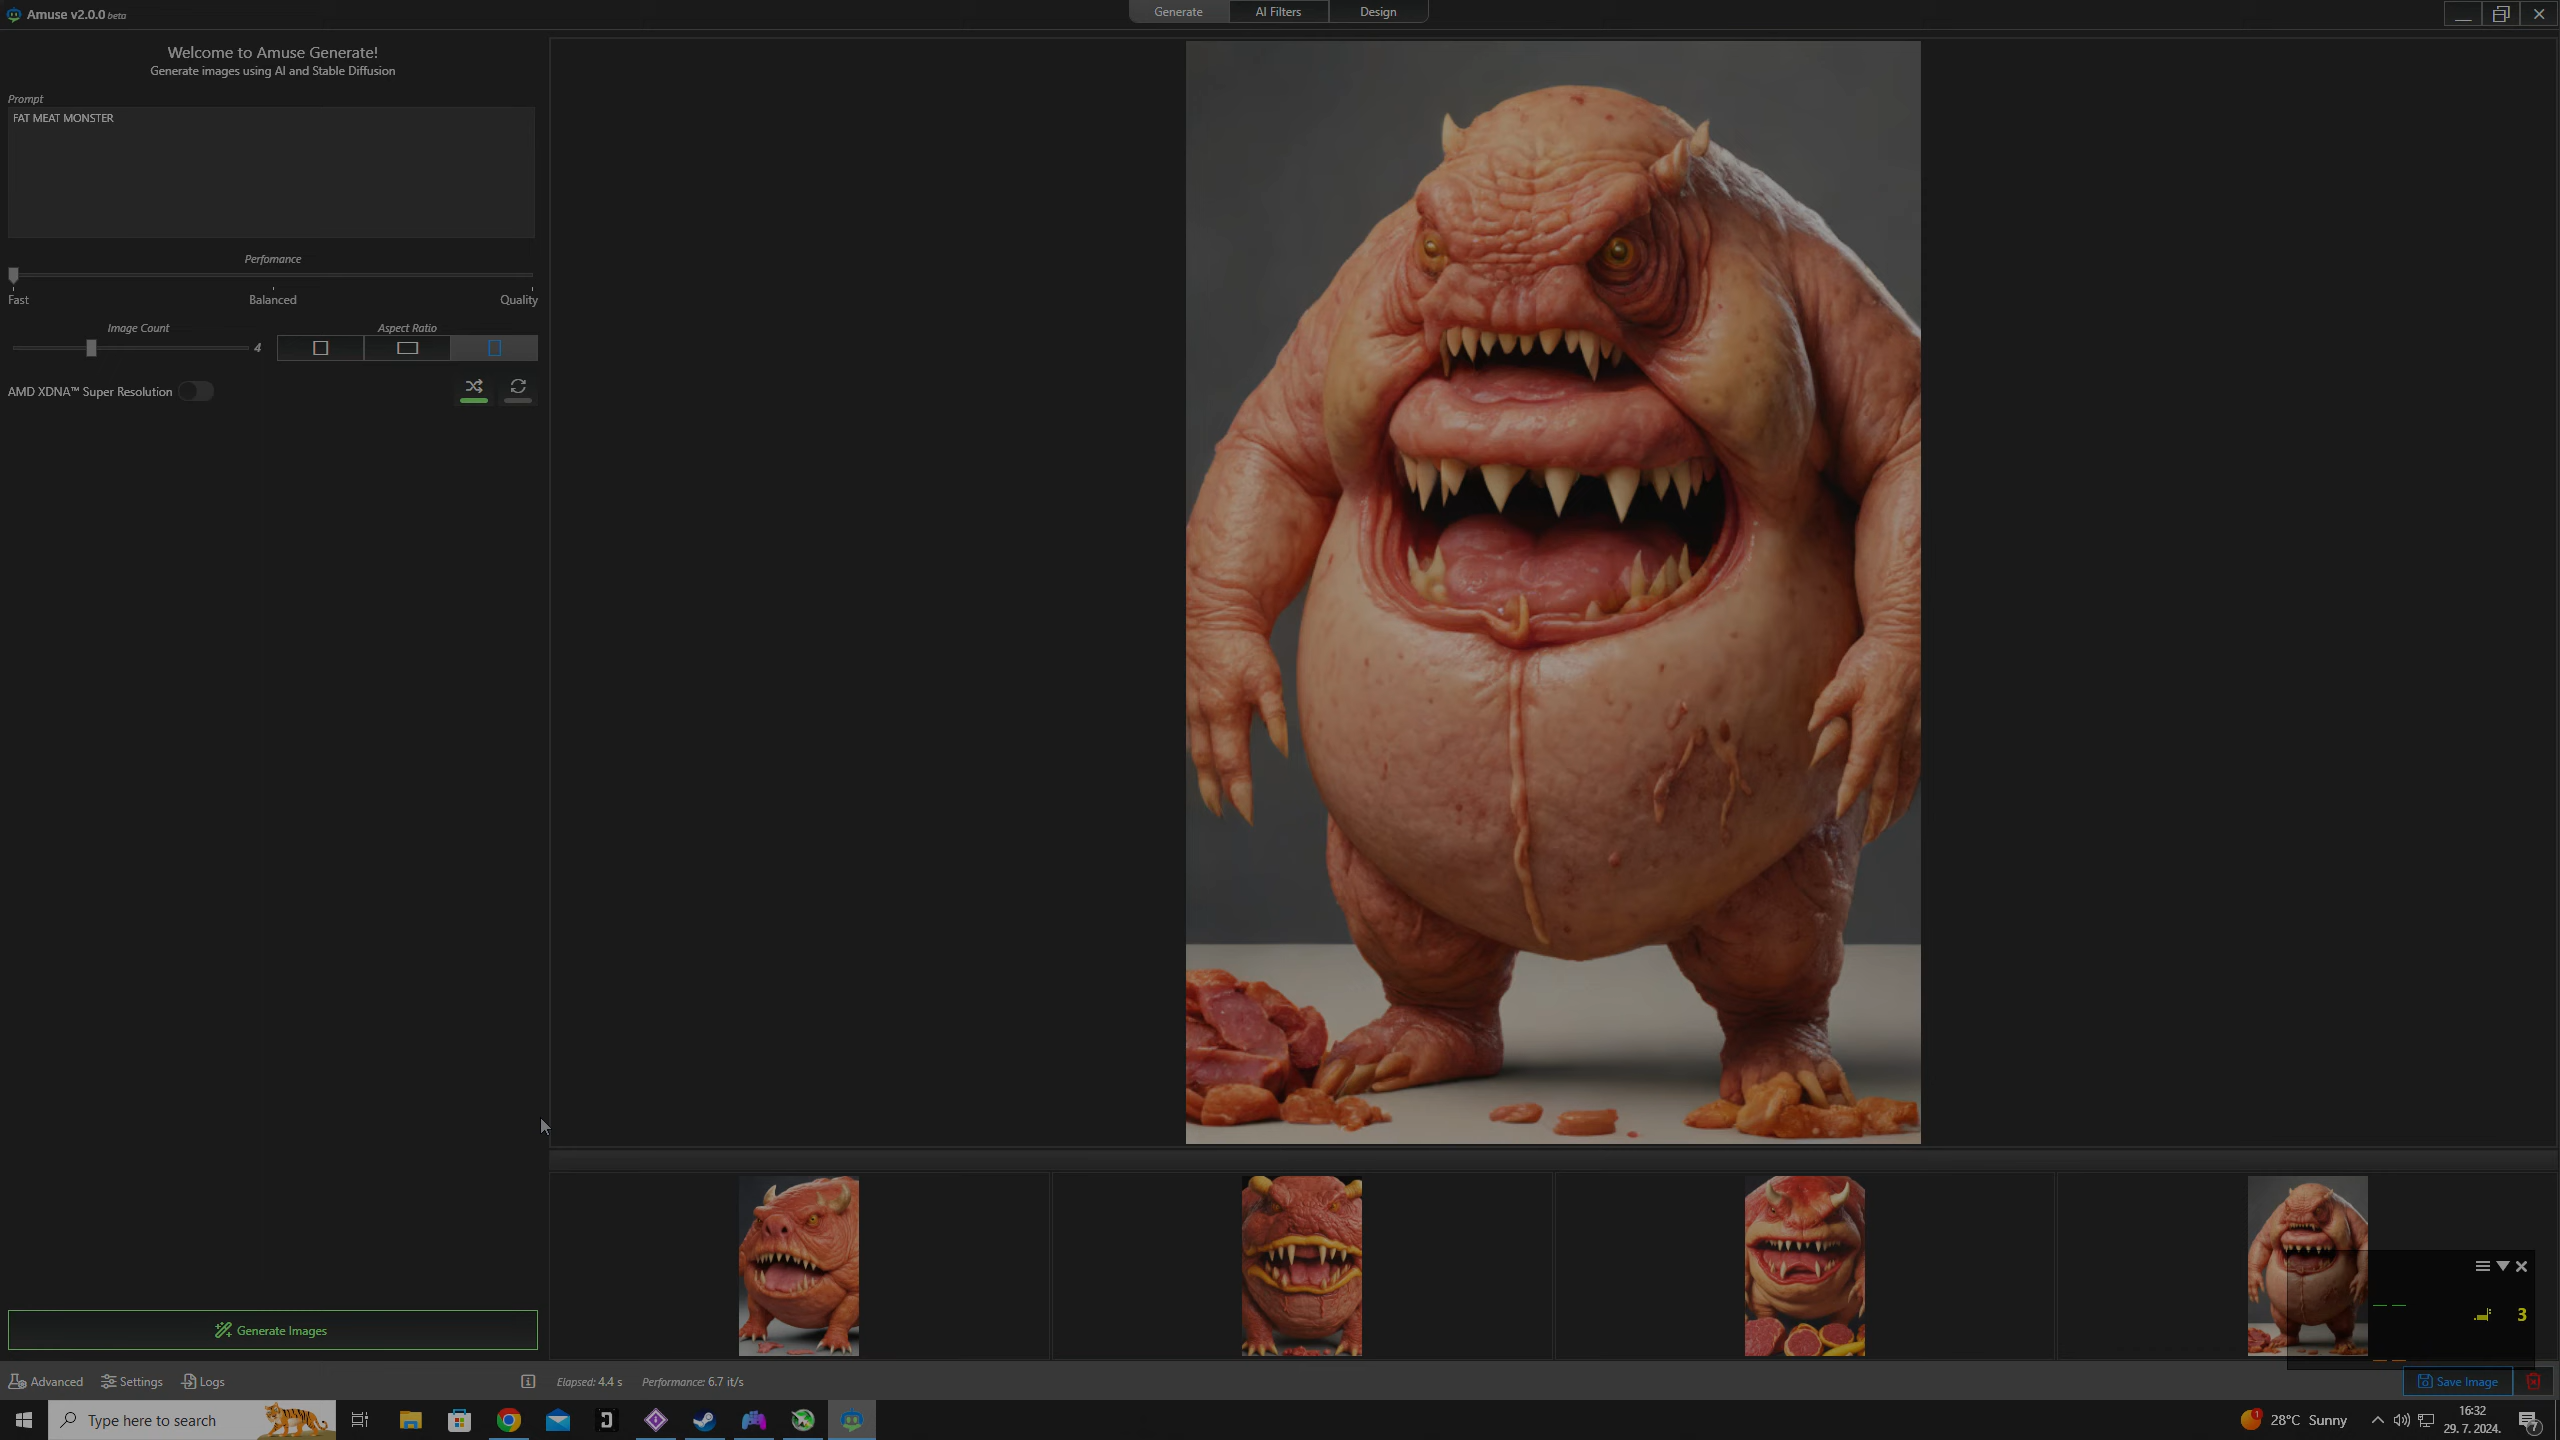 Amuse v2.0.0 beta
Generate
AI Filters
Design
Welcome to Amuse Generate!
Generate images using AI and Stable Diffusion
Prompt
FAT MEAT MONSTER
Perfomance
Fast
Balanced
Quality
Image Count
Aspect Ratio
4
AMD XDNA™ Super Resolution
Generate Images
3
Advanced
Settings
Logs
Elapsed: 4.4 s
Performance: 6.7 it/s
Save Image
Type here to search
1
28°C Sunny
16:32
29. 7. 2024.
7